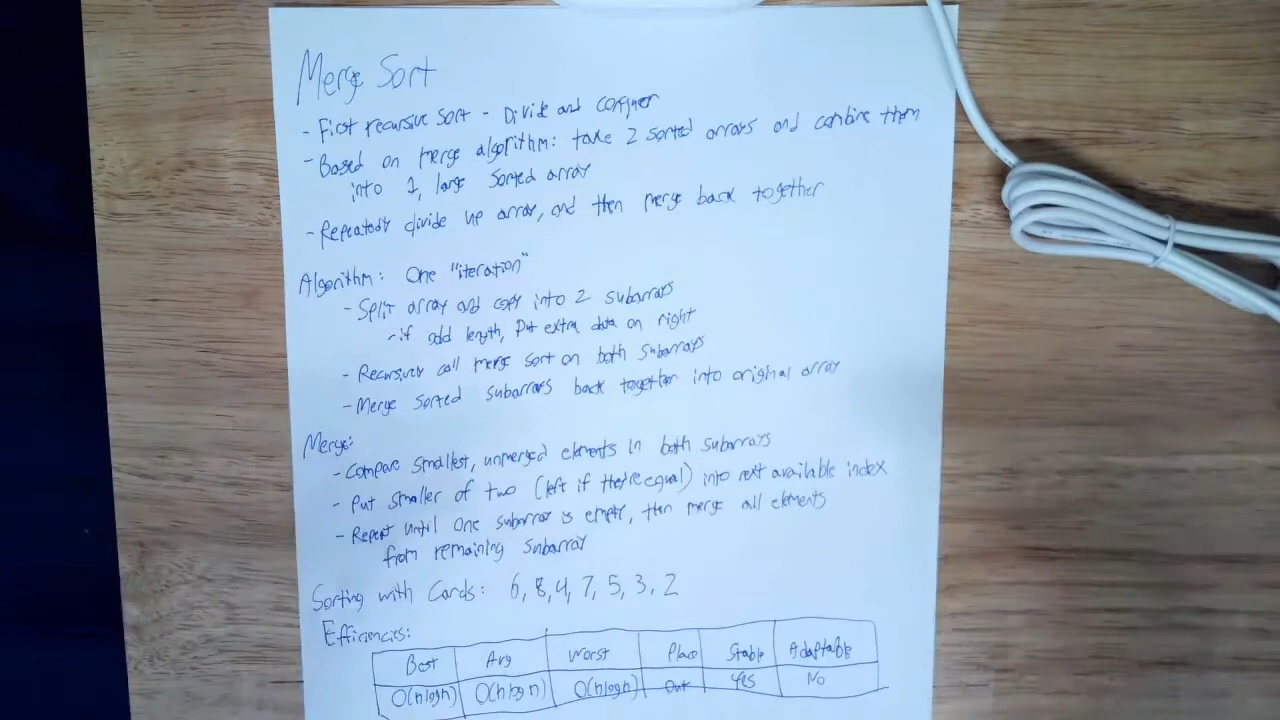 Merge Sort
- First recursive sort - Divide and conquer
- Based on merge algorithm: take 2 sorted arrays and combine them
into 1, large sorted array
- Repeatedly divide up array, and then merge back together
Algorithm: One "iteration"
- Split array and copy into 2 subarrays
- if odd length, put extra data on right
- Recursively call merge sort on both subarrays
- Merge sorted subarrays back together into original array
Merge:
- Compare smallest, unmerged elements in both subarrays
- Put smaller of two (left if they're equal) into next available index
- Repeat until one subarray is empty, then merge all elements
from remaining subarray
Sorting with Cards: 6, 8, 4, 7, 5, 3, 2
Efficiencies:
Best Avg Worst Place Stable Adaptable
O(nlogn) O(nlogn) O(nlogn) Out Yes No